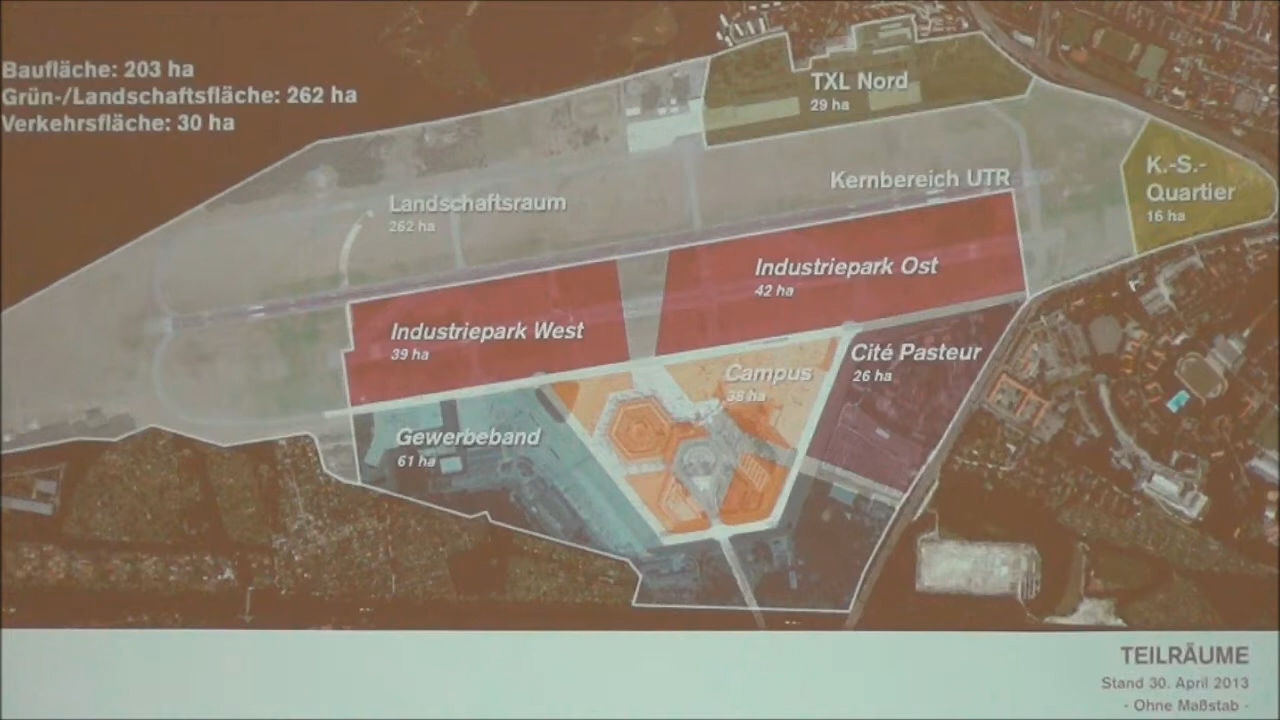 Baufläche: 203 ha
Grün-/Landschaftsfläche: 262 ha
Verkehrsfläche: 30 ha
TXL Nord
29 ha
K.-S.-
Quartier
16 ha
Kernbereich UTR
Landschaftsraum
262 ha
Industriepark Ost
42 ha
Industriepark West
39 ha
Cité Pasteur
26 ha
Campus
38 ha
Gewerbeband
61 ha
TEILRÄUME
Stand 30. April 2013
- Ohne Maßstab -